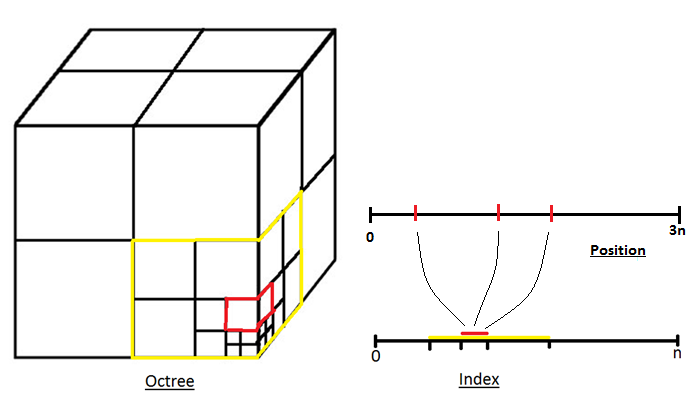 0
3n
Position
0
n
Octree
Index